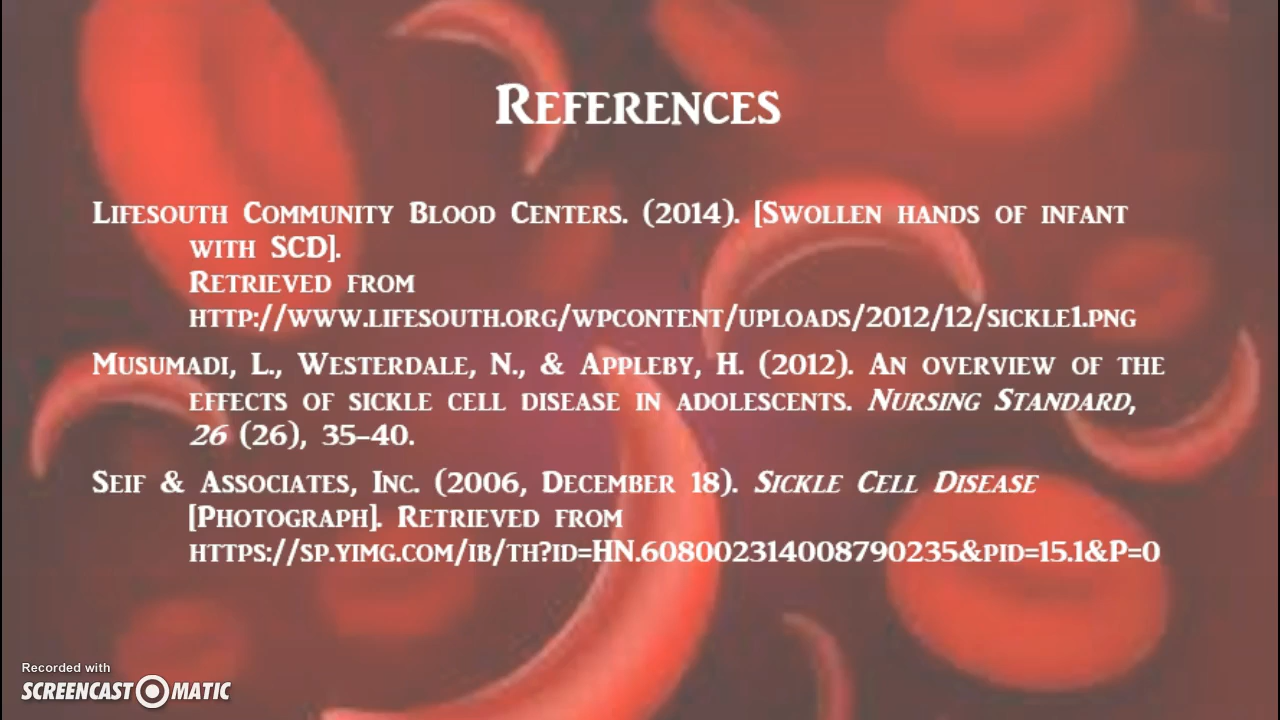 References
Lifesouth Community Blood Centers. (2014). [Swollen hands of infant
with SCD].
Retrieved from
http://www.lifesouth.org/wpcontent/uploads/2012/12/sickle1.png
Musumadi, L., Westerdale, N., & Appleby, H. (2012). An overview of the
effects of sickle cell disease in adolescents. Nursing Standard,
26 (26), 35–40.
Seif & Associates, Inc. (2006, December 18). Sickle Cell Disease
[Photograph]. Retrieved from
https://sp.yimg.com/ib/th?id=HN.608002314008790235&pid=15.1&P=0
Recorded with
SCREENCAST-O-MATIC